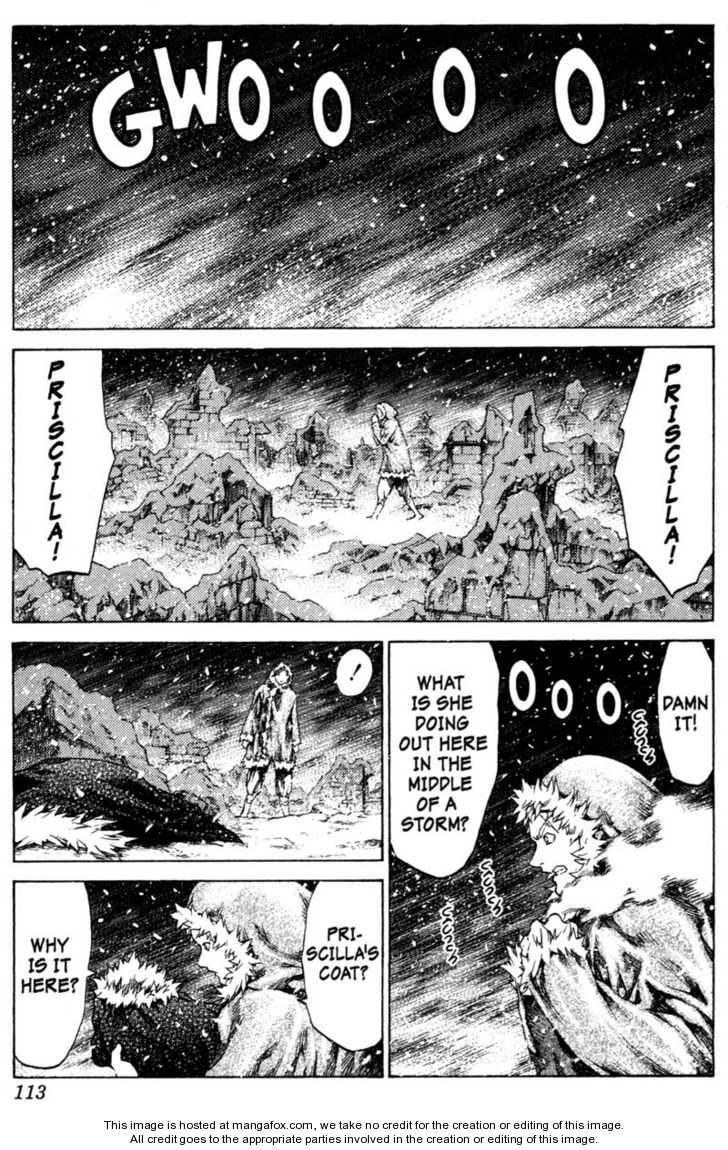 GWOOOO
PRISCILLA!
PRISCILLA!
DAMN
IT!
OOO
WHAT
IS SHE
DOING
OUT HERE
IN THE
MIDDLE
OF A
STORM?
!
PRI-
SCILLA'S
COAT?
WHY
IS IT
HERE?
113
This image is hosted at mangafox.com, we take no credit for the creation or editing of this image.
All credit goes to the appropriate parties involved in the creation or editing of this image.